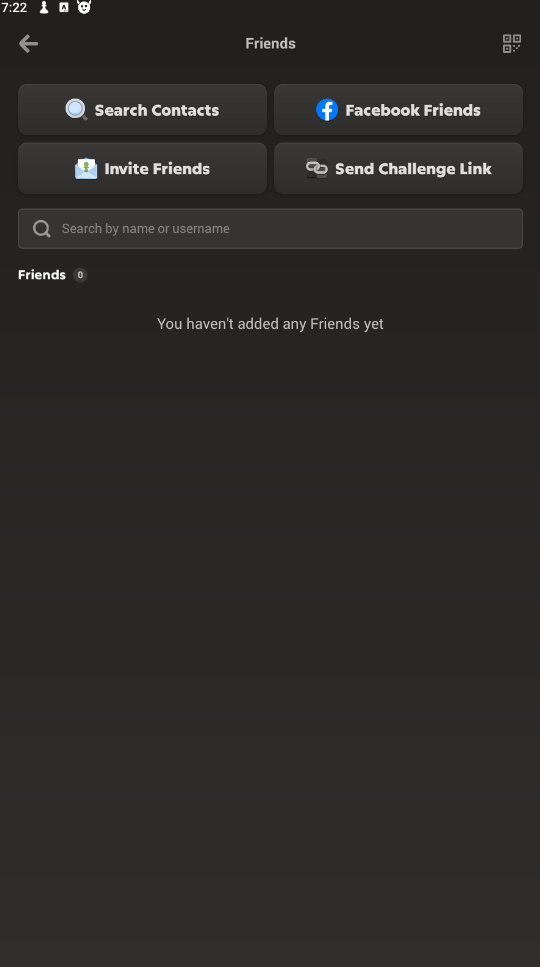 7:22
Friends
Search Contacts
Facebook Friends
Invite Friends
Send Challenge Link
Search by name or username
Friends 0
You haven't added any Friends yet